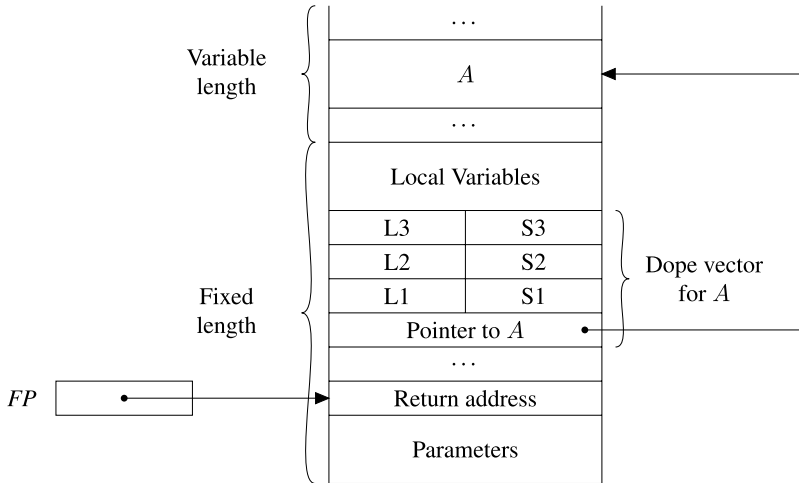 ...
Variable
length
A
...
Local Variables
L3 S3
L2 S2
L1 S1
Dope vector
for A
Fixed
length
Pointer to A
...
FP
Return address
Parameters